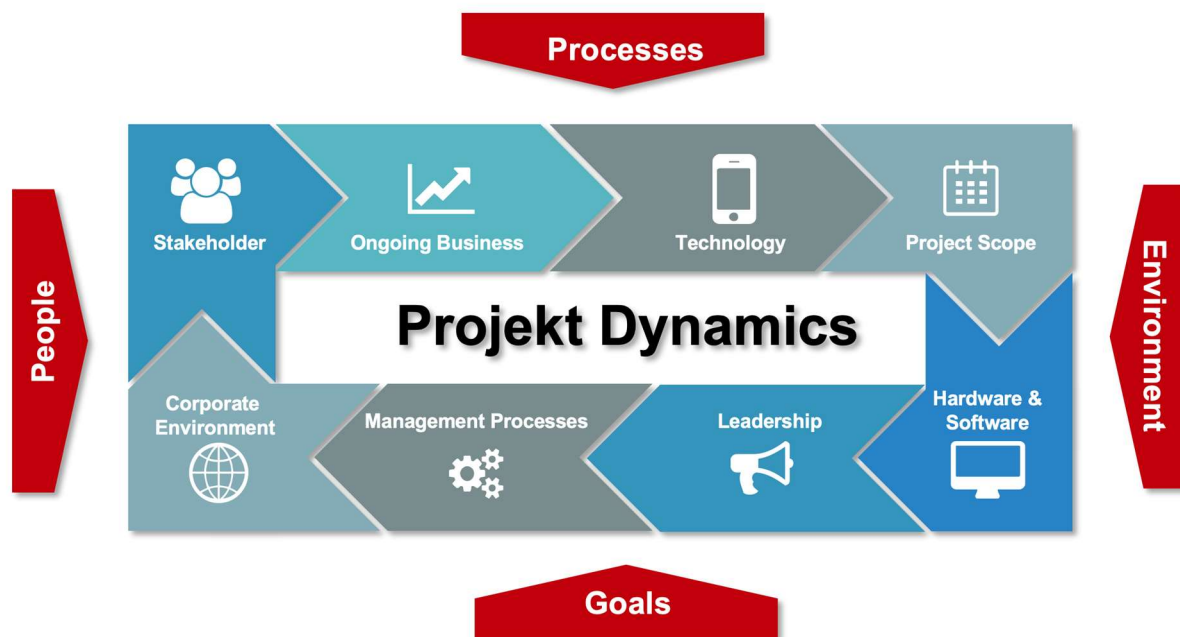 Processes
Stakeholder
Ongoing Business
Technology
Project Scope
People
Projekt Dynamics
Environment
Corporate
Environment
Management Processes
Leadership
Hardware &
Software
Goals